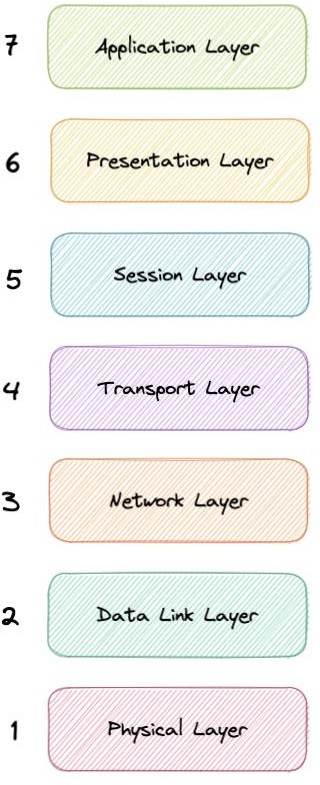 7 Application Layer
6 Presentation Layer
5 Session Layer
4 Transport Layer
3 Network Layer
2 Data Link Layer
1 Physical Layer